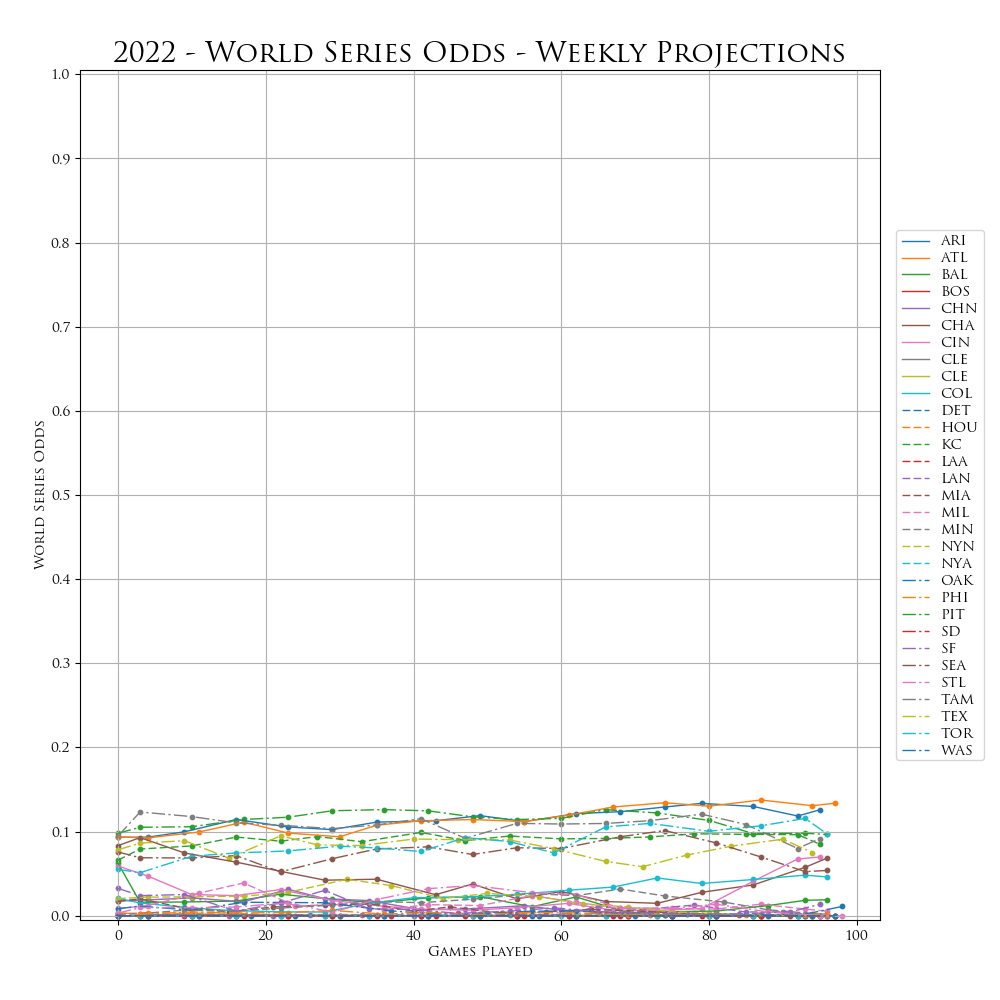 2022 - World Series Odds - Weekly Projections
1.0
0.9
0.8
0.7
0.6
0.5
0.4
0.3
0.2
0.1
0.0
World Series Odds
0 20 40 60 80 100
Games Played
ARI
ATL
BAL
BOS
CHN
CHA
CIN
CLE
CLE
COL
DET
HOU
KC
LAA
LAN
MIA
MIL
MIN
NYN
NYA
OAK
PHI
PIT
SD
SF
SEA
STL
TAM
TEX
TOR
WAS